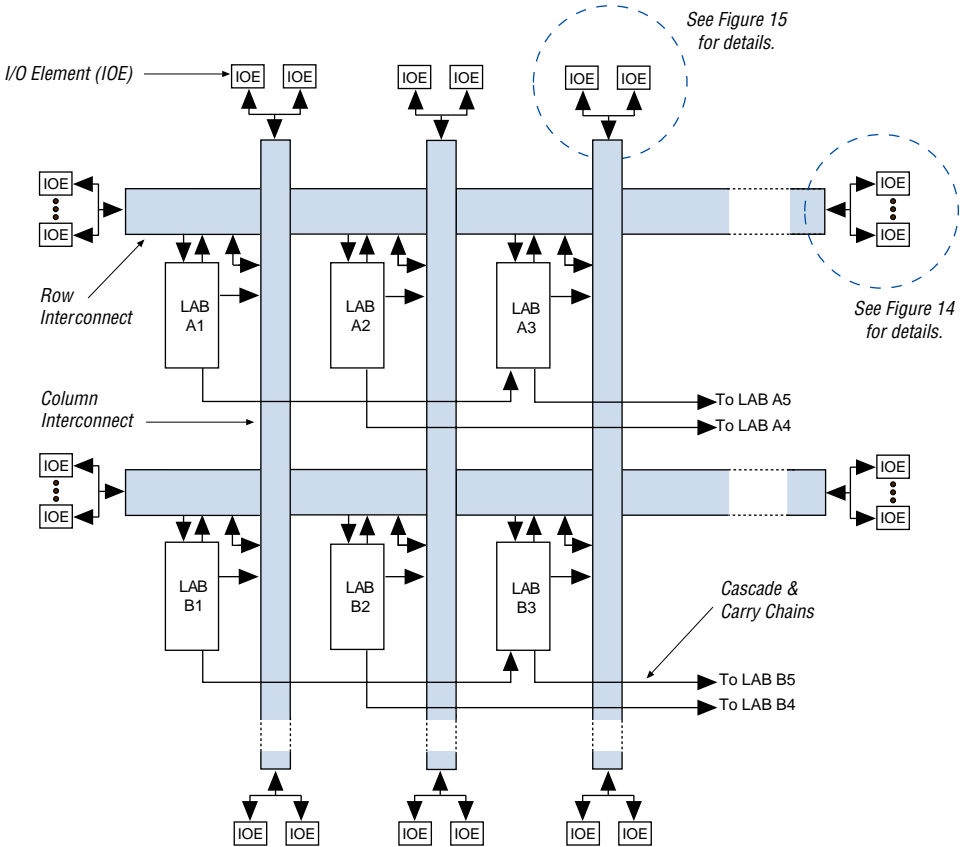 See Figure 15
for details.
I/O Element (IOE)
IOE IOE IOE IOE IOE IOE
IOE IOE
IOE IOE
Row
Interconnect
LAB
A1
LAB
A2
LAB
A3
See Figure 14
for details.
Column
Interconnect
To LAB A5
To LAB A4
IOE IOE
IOE IOE
LAB
B1
LAB
B2
LAB
B3
Cascade &
Carry Chains
To LAB B5
To LAB B4
IOE IOE IOE IOE IOE IOE